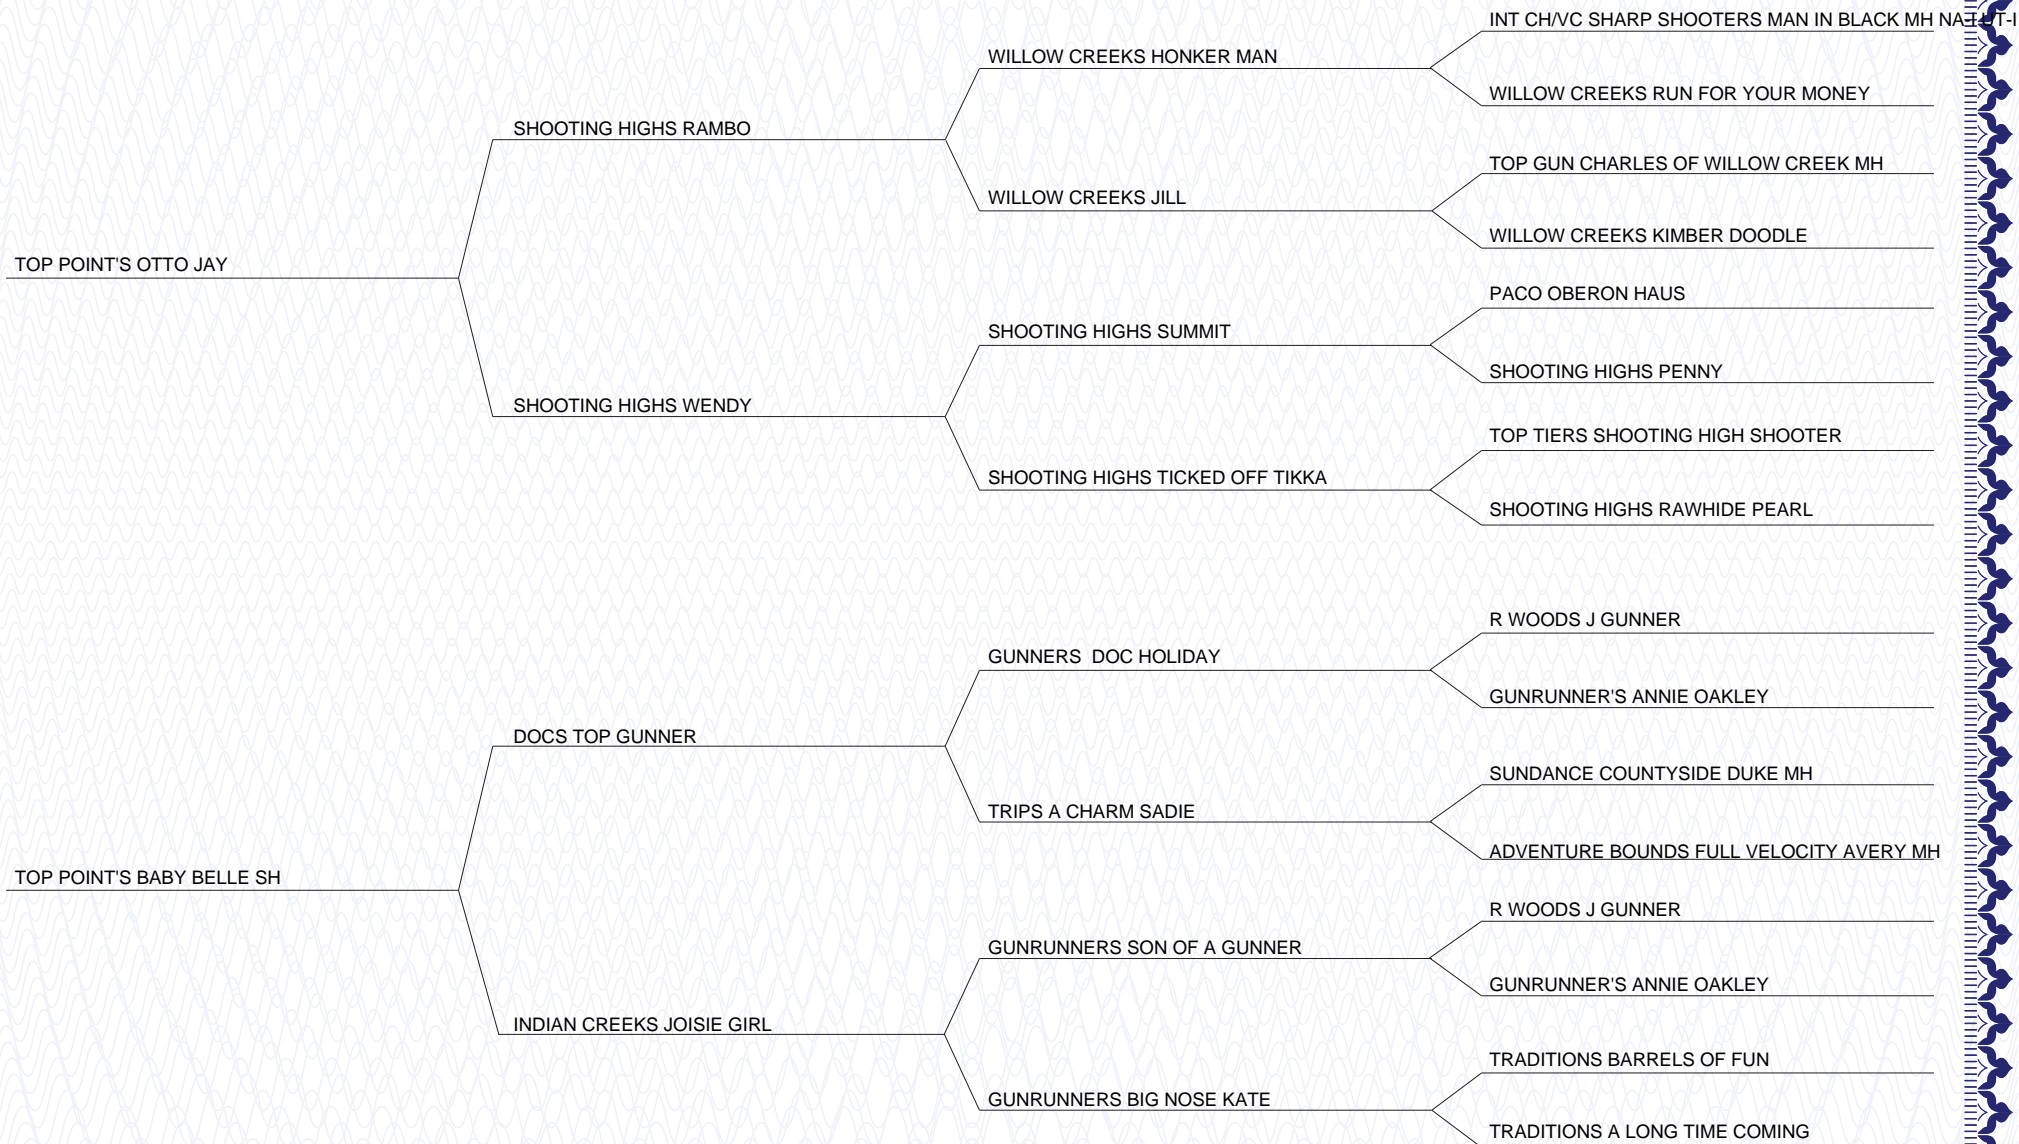 INT CH/VC SHARP SHOOTERS MAN IN BLACK MH NA-I UT-I
WILLOW CREEKS HONKER MAN
WILLOW CREEKS RUN FOR YOUR MONEY
SHOOTING HIGHS RAMBO
TOP GUN CHARLES OF WILLOW CREEK MH
WILLOW CREEKS JILL
WILLOW CREEKS KIMBER DOODLE
TOP POINT'S OTTO JAY
PACO OBERON HAUS
SHOOTING HIGHS SUMMIT
SHOOTING HIGHS PENNY
SHOOTING HIGHS WENDY
TOP TIERS SHOOTING HIGH SHOOTER
SHOOTING HIGHS TICKED OFF TIKKA
SHOOTING HIGHS RAWHIDE PEARL
R WOODS J GUNNER
GUNNERS  DOC HOLIDAY
GUNRUNNER'S ANNIE OAKLEY
DOCS TOP GUNNER
SUNDANCE COUNTYSIDE DUKE MH
TRIPS A CHARM SADIE
ADVENTURE BOUNDS FULL VELOCITY AVERY MH
TOP POINT'S BABY BELLE SH
R WOODS J GUNNER
GUNRUNNERS SON OF A GUNNER
GUNRUNNER'S ANNIE OAKLEY
INDIAN CREEKS JOISIE GIRL
TRADITIONS BARRELS OF FUN
GUNRUNNERS BIG NOSE KATE
TRADITIONS A LONG TIME COMING